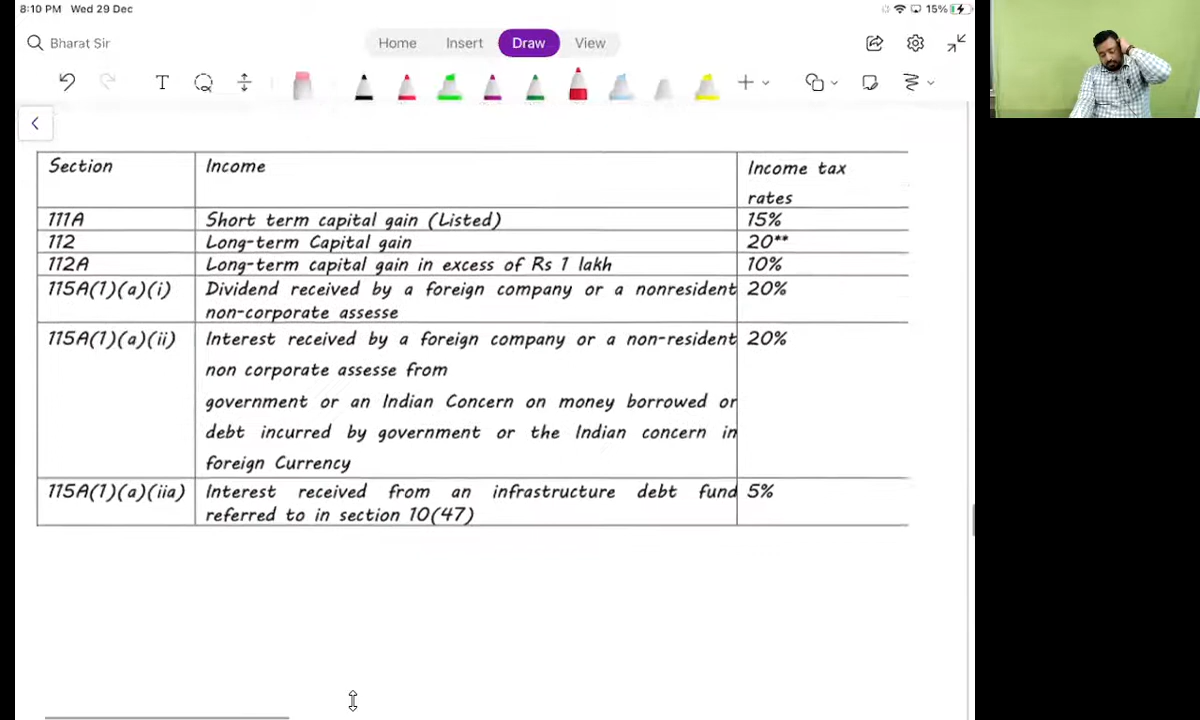 8:10 PM Wed 29 Dec
15%
Bharat Sir
Home Insert Draw View
T
Section Income Income tax
rates
111A Short term capital gain (Listed) 15%
112 Long-term Capital gain 20**
112A Long-term capital gain in excess of Rs 1 lakh 10%
115A(1)(a)(i) Dividend received by a foreign company or a nonresident 20%
non-corporate assesse
115A(1)(a)(ii) Interest received by a foreign company or a non-resident 20%
non corporate assesse from
government or an Indian Concern on money borrowed or
debt incurred by government or the Indian concern in
foreign Currency
115A(1)(a)(iia) Interest received from an infrastructure debt fund 5%
referred to in section 10(47)